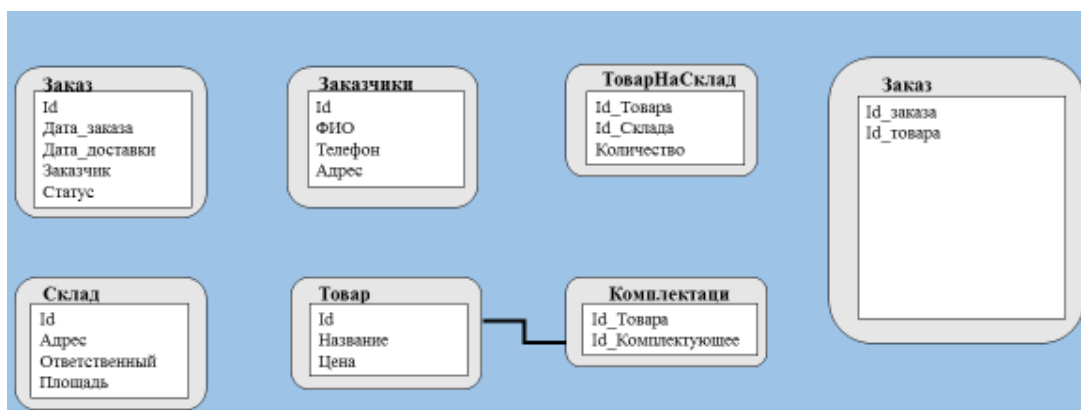 Заказ
Id
Дата_заказа
Дата_доставки
Заказчик
Статус
Заказчики
Id
ФИО
Телефон
Адрес
ТоварНаСклад
Id_Товара
Id_Склада
Количество
Заказ
Id_заказа
Id_товара
Склад
Id
Адрес
Ответственный
Площадь
Товар
Id
Название
Цена
Комплектаци
Id_Товара
Id_Комплектующее